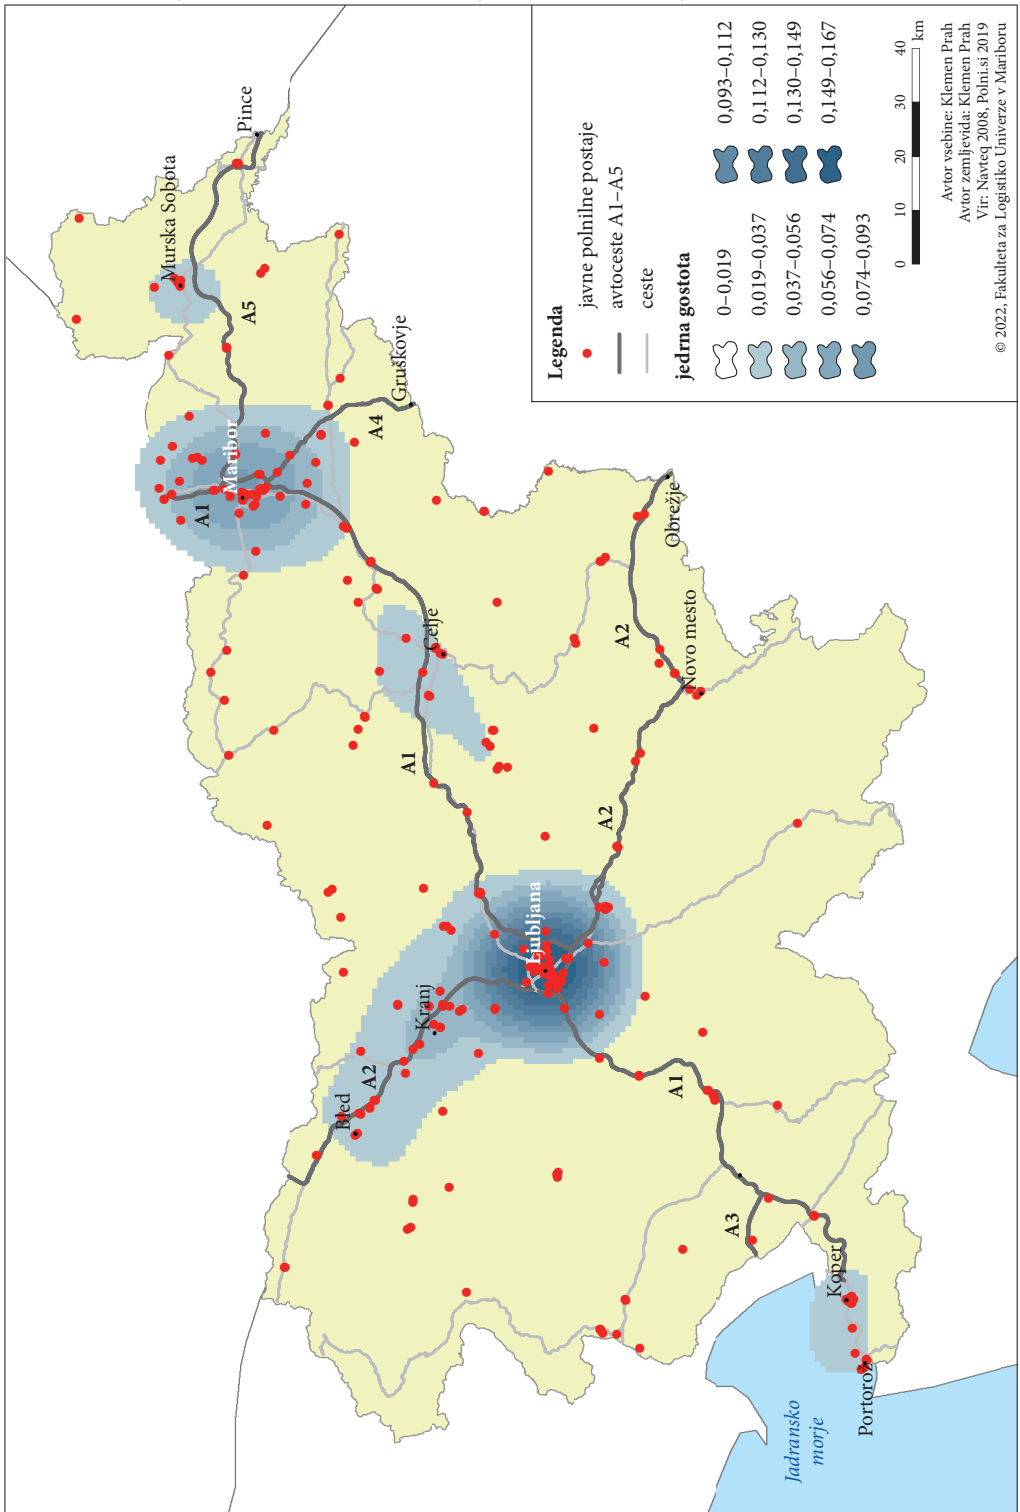 Pince
Murska Sobota
A5
Gruškovje
A4
Maribor
A1
Obrežje
Celje
A2
Novo mesto
A1
A2
Ljubljana
Kranj
A2
Bled
A1
A3
Koper
Portorož
Jadransko
morje
Legenda
javne polnilne postaje
avtoceste A1–A5
ceste
jedrna gostota
0–0,019
0,019–0,037
0,037–0,056
0,056–0,074
0,074–0,093
0,093–0,112
0,112–0,130
0,130–0,149
0,149–0,167
0 10 20 30 40
km
Avtor vsebine: Klemen Prah
Avtor zemljevida: Klemen Prah
Vir: Navteq 2008, Polni.si 2019
© 2022, Fakulteta za Logistiko Univerze v Mariboru